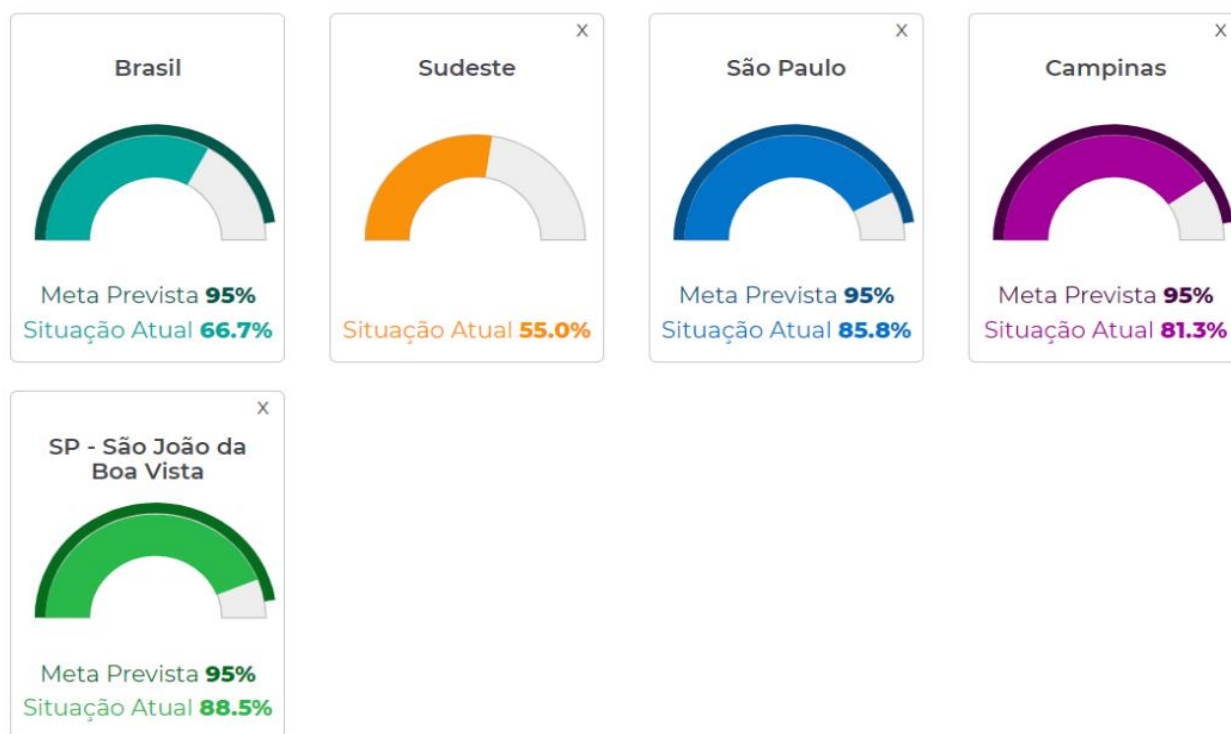 Brasil
Meta Prevista 95%
Situação Atual 66.7%
X
Sudeste
Situação Atual 55.0%
X
São Paulo
Meta Prevista 95%
Situação Atual 85.8%
X
Campinas
Meta Prevista 95%
Situação Atual 81.3%
X
SP - São João da
Boa Vista
Meta Prevista 95%
Situação Atual 88.5%